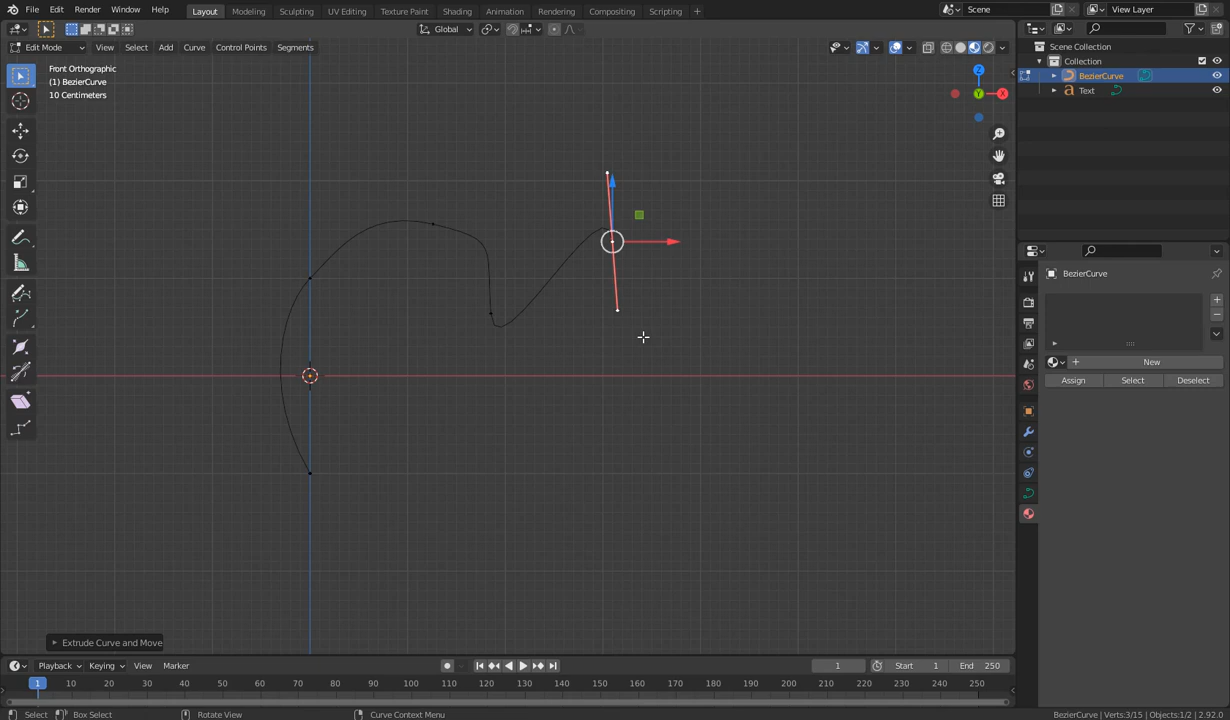 File Edit Render Window Help Layout Modeling Sculpting UV Editing Texture Paint Shading Animation Rendering Compositing Scripting + Scene View Layer
Global
Edit Mode View Select Add Curve Control Points Segments
Front Orthographic
(1) BezierCurve
10 Centimeters
Z
Y
X
Scene Collection
Collection
BezierCurve
Text
BezierCurve
+ New
Assign Select Deselect
Extrude Curve and Move
Playback Keying View Marker 1 Start 1 End 250
1 10 20 30 40 50 60 70 80 90 100 110 120 130 140 150 160 170 180 190 200 210 220 230 240 250
Select Box Select Rotate View Curve Context Menu BezierCurve | Verts:3/15 | Objects:1/2 | 2.92.0